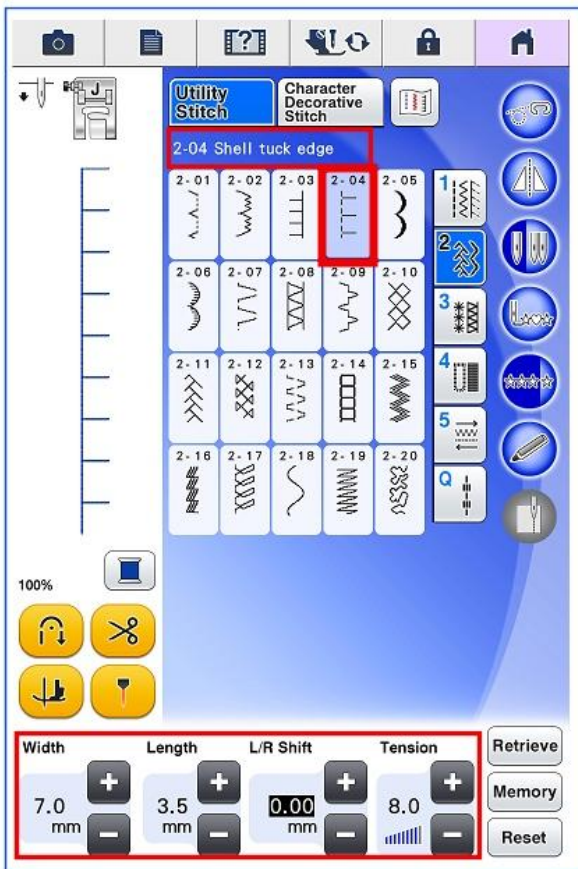 ?
J
Utility
Stitch
Character
Decorative
Stitch
2-04 Shell tuck edge
2-01 2-02 2-03 2-04 2-05
1
2
2-06 2-07 2-08 2-09 2-10
3
2-11 2-12 2-13 2-14 2-15
4
5
2-16 2-17 2-18 2-19 2-20
Q
100%
Width Length L/R Shift Tension
Retrieve
+ + + +
7.0 3.5 0.00 8.0
mm mm mm
Memory
- - - -
Reset